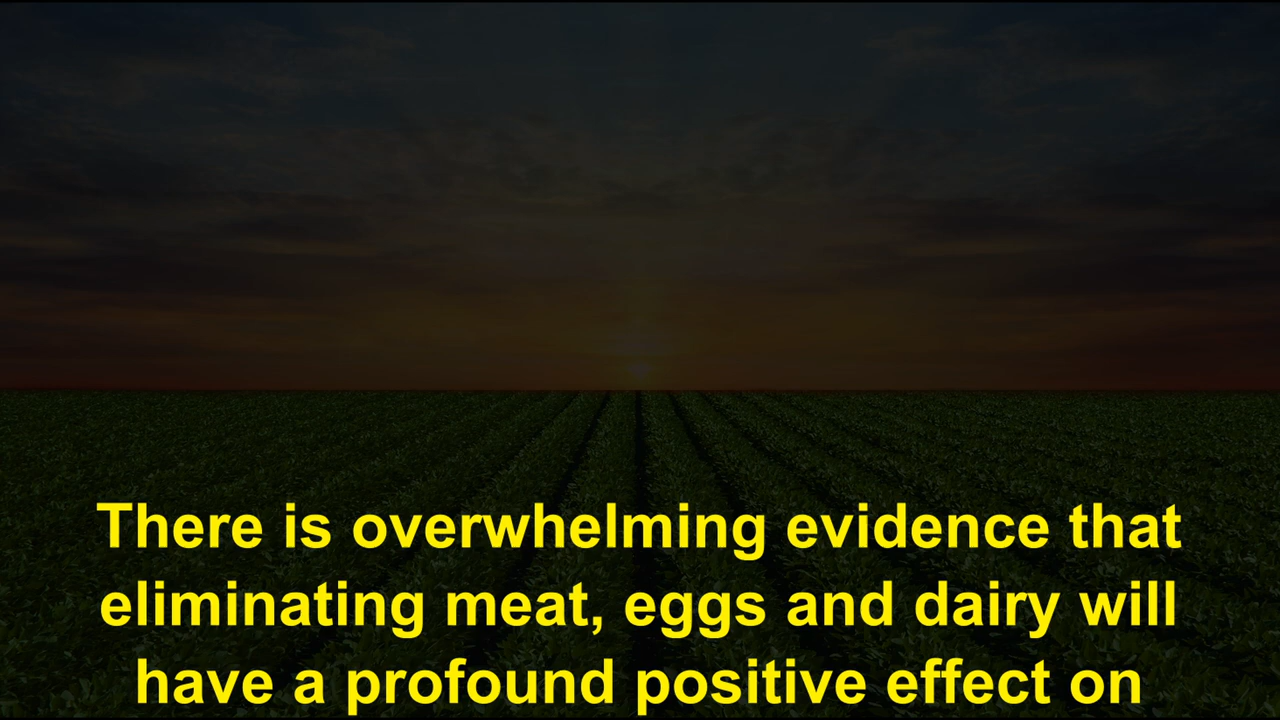 There is overwhelming evidence that
eliminating meat, eggs and dairy will
have a profound positive effect on